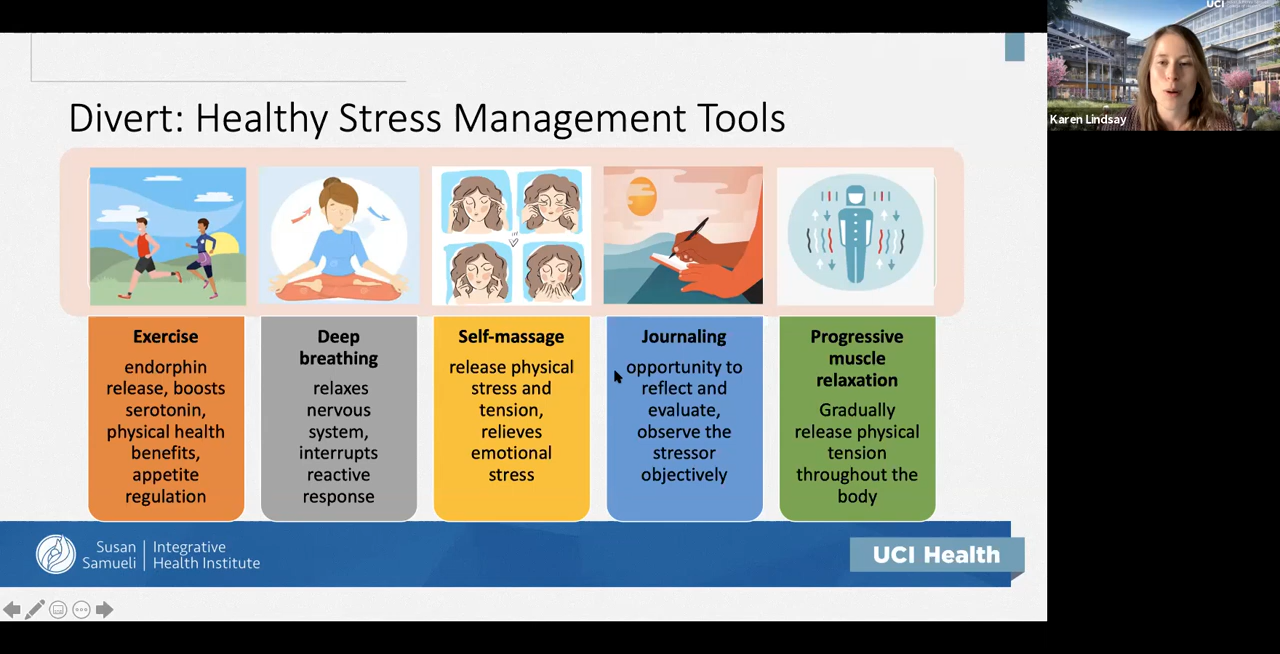 UCI
Karen Lindsay
Divert: Healthy Stress Management Tools
Exercise
endorphin
release, boosts
serotonin,
physical health
benefits,
appetite
regulation
Deep
breathing
relaxes
nervous
system,
interrupts
reactive
response
Self-massage
release physical
stress and
tension,
relieves
emotional
stress
Journaling
opportunity to
reflect and
evaluate,
observe the
stressor
objectively
Progressive
muscle
relaxation
Gradually
release physical
tension
throughout the
body
Susan
Samueli
Integrative
Health Institute
UCI Health